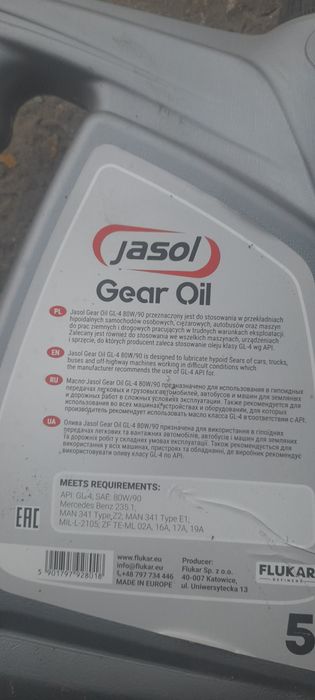 Jasol
Gear Oil
PL Jasol Gear Oil GL-4 80W/90 przeznaczony jest do stosowania w przekładniach
hipoidalnych samochodów osobowych, ciężarowych, autobusów oraz maszyn
do prac ziemnych i drogowych pracujących w trudnych warunkach eksploatacji.
Zalecany jest również do stosowania we wszelkich maszynach, urządzeniach
i sprzęcie, do których producent zaleca stosowanie oleju klasy GL-4 wg API.
EN Jasol Gear Oil GL-4 80W/90 is designed to lubricate hypoid Sears of cars, trucks,
buses and off-highway machines working in difficult conditions which
the manufacturer recommends the use of GL-4 API for.
RU Масло Jasol Gear Oil GL-4 80W/90 предназначено для использования в гипоидных
передачах легковых и грузовых автомобилей, автобусов и машин для земляных
и дорожных работ в сложных условиях эксплуатации. Также рекомендуется для
использования во всех машинах, устройствах и оборудовании, для которых
производитель рекомендует использовать масло класса GL-4 в соответствии с API.
UA Олива Jasol Gear Oil GL-4 80W/90 призначена для використання в гіпоїдних
передачах легкових та вантажних автомобілів, автобусів і машин для земляних
та дорожніх робіт у складних умовах експлуатації. Також рекомендується для
використання у всіх машинах, пристроях та обладнанні, де виробник рекомендує
використовувати оливу класу GL-4 по API.
MEETS REQUIREMENTS:
API: GL-4; SAE: 80W/90
Mercedes Benz 235.1;
MAN 341 Type Z2; MAN 341 Type E1;
MIL-L-2105; ZF TE-ML 02A, 16A, 17A, 19A
EAC
5 901797 928018
www.flukar.eu
info@flukar.eu
+48 797 734 446
MADE IN EUROPE
Producer:
Flukar Sp. z o.o.
40-007 Katowice,
ul. Uniwersytecka 13
FLUKAR
REFINERY
5